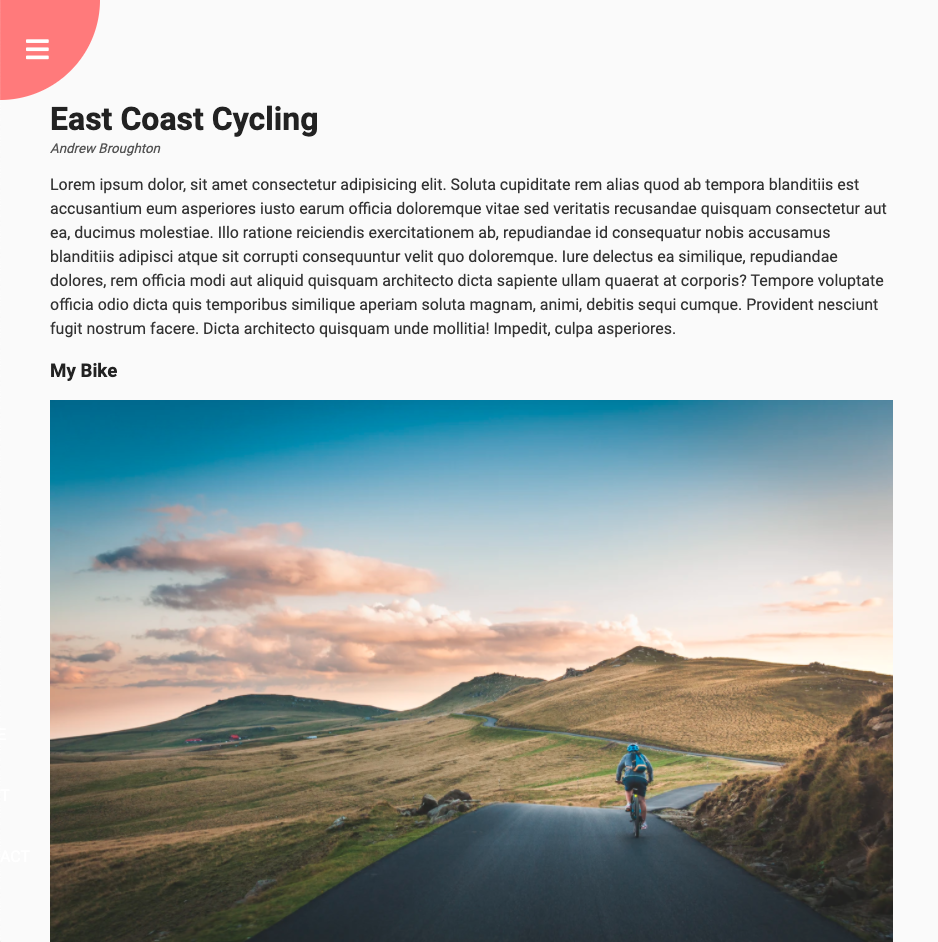 East Coast Cycling
Andrew Broughton
Lorem ipsum dolor, sit amet consectetur adipisicing elit. Soluta cupiditate rem alias quod ab tempora blanditiis est
accusantium eum asperiores iusto earum officia doloremque vitae sed veritatis recusandae quisquam consectetur aut
ea, ducimus molestiae. Illo ratione reiciendis exercitationem ab, repudiandae id consequatur nobis accusamus
blanditiis adipisci atque sit corrupti consequuntur velit quo doloremque. Iure delectus ea similique, repudiandae
dolores, rem officia modi aut aliquid quisquam architecto dicta sapiente ullam quaerat at corporis? Tempore voluptate
officia odio dicta quis temporibus similique aperiam soluta magnam, animi, debitis sequi cumque. Provident nesciunt
fugit nostrum facere. Dicta architecto quisquam unde mollitia! Impedit, culpa asperiores.
My Bike
E
T
ACT